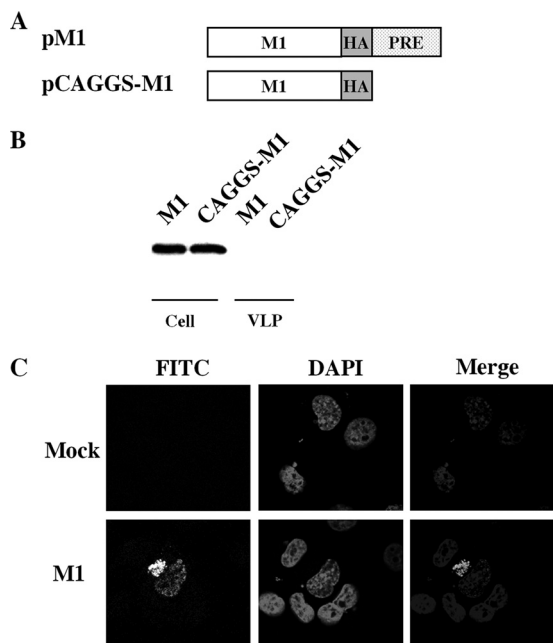 A
pM1 M1 HA PRE
pCAGGS-M1 M1 HA
B
M1 CAGGS-M1 M1 CAGGS-M1
Cell VLP
C FITC DAPI Merge
Mock
M1